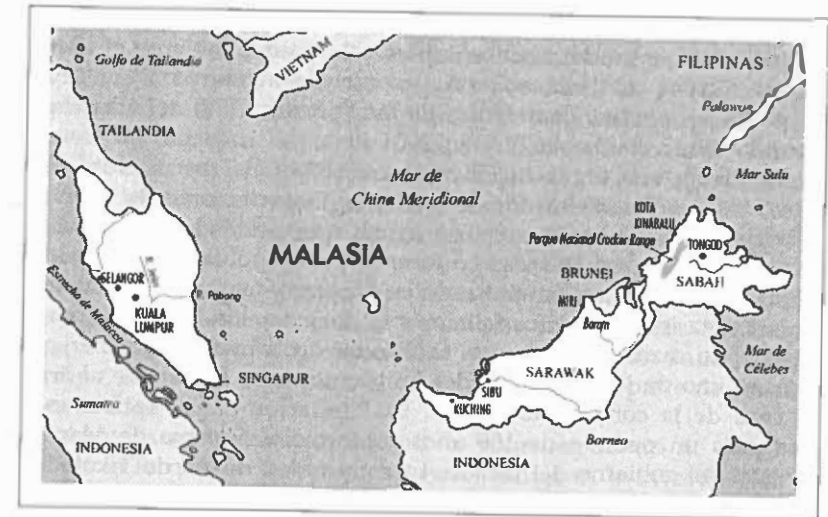 Golfo de Tailandia
VIETNAM
FILIPINAS
Palawan
TAILANDIA
Mar de
China Meridional
Mar Sulu
KOTA
KINABALU
Parque Nacional Crocker Range
TONGOD
MALASIA
SABAH
BRUNEI
SELANGOR
R. Pahang
MIRI
Estrecho de Malacca
KUALA
LUMPUR
Baram
Mar de
Célebes
SINGAPUR
SARAWAK
SIBU
KUCHING
Sumatra
Borneo
INDONESIA
INDONESIA